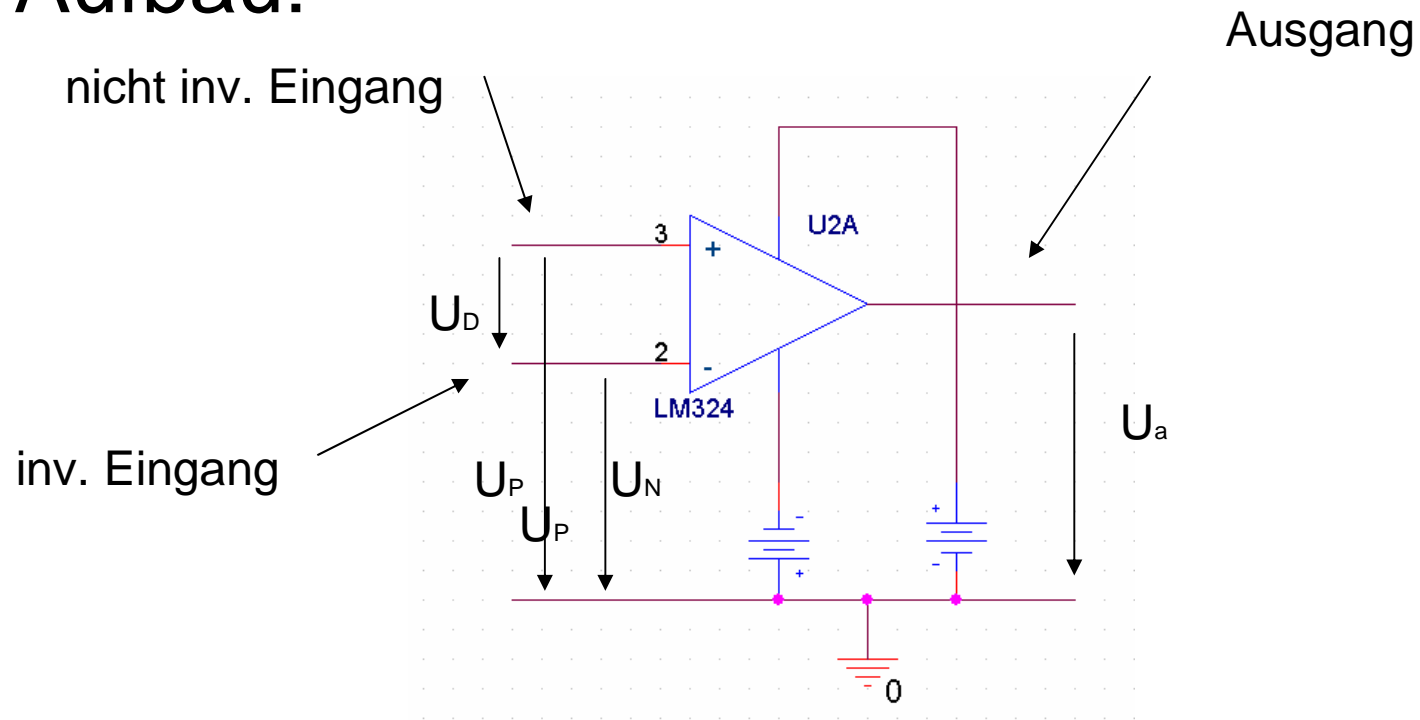 Aufbau:
Ausgang
nicht inv. Eingang
U2A
3
+
UD
2
-
LM324
Ua
inv. Eingang
UP
UN
UP
-
+
+
-
0